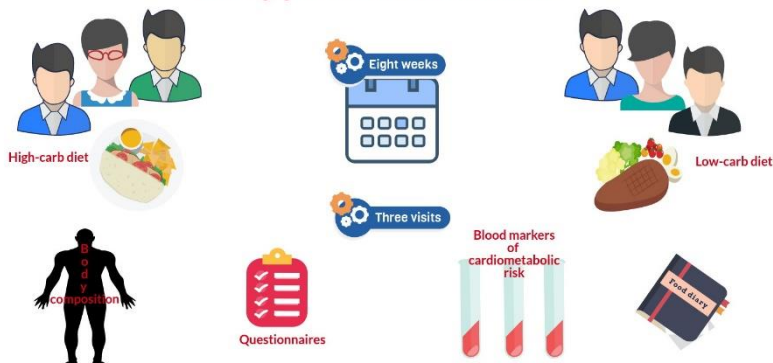 Eight weeks
High-carb diet
Low-carb diet
Three visits
Body
composition
Blood markers
of
cardiometabolic
risk
Food diary
Questionnaires